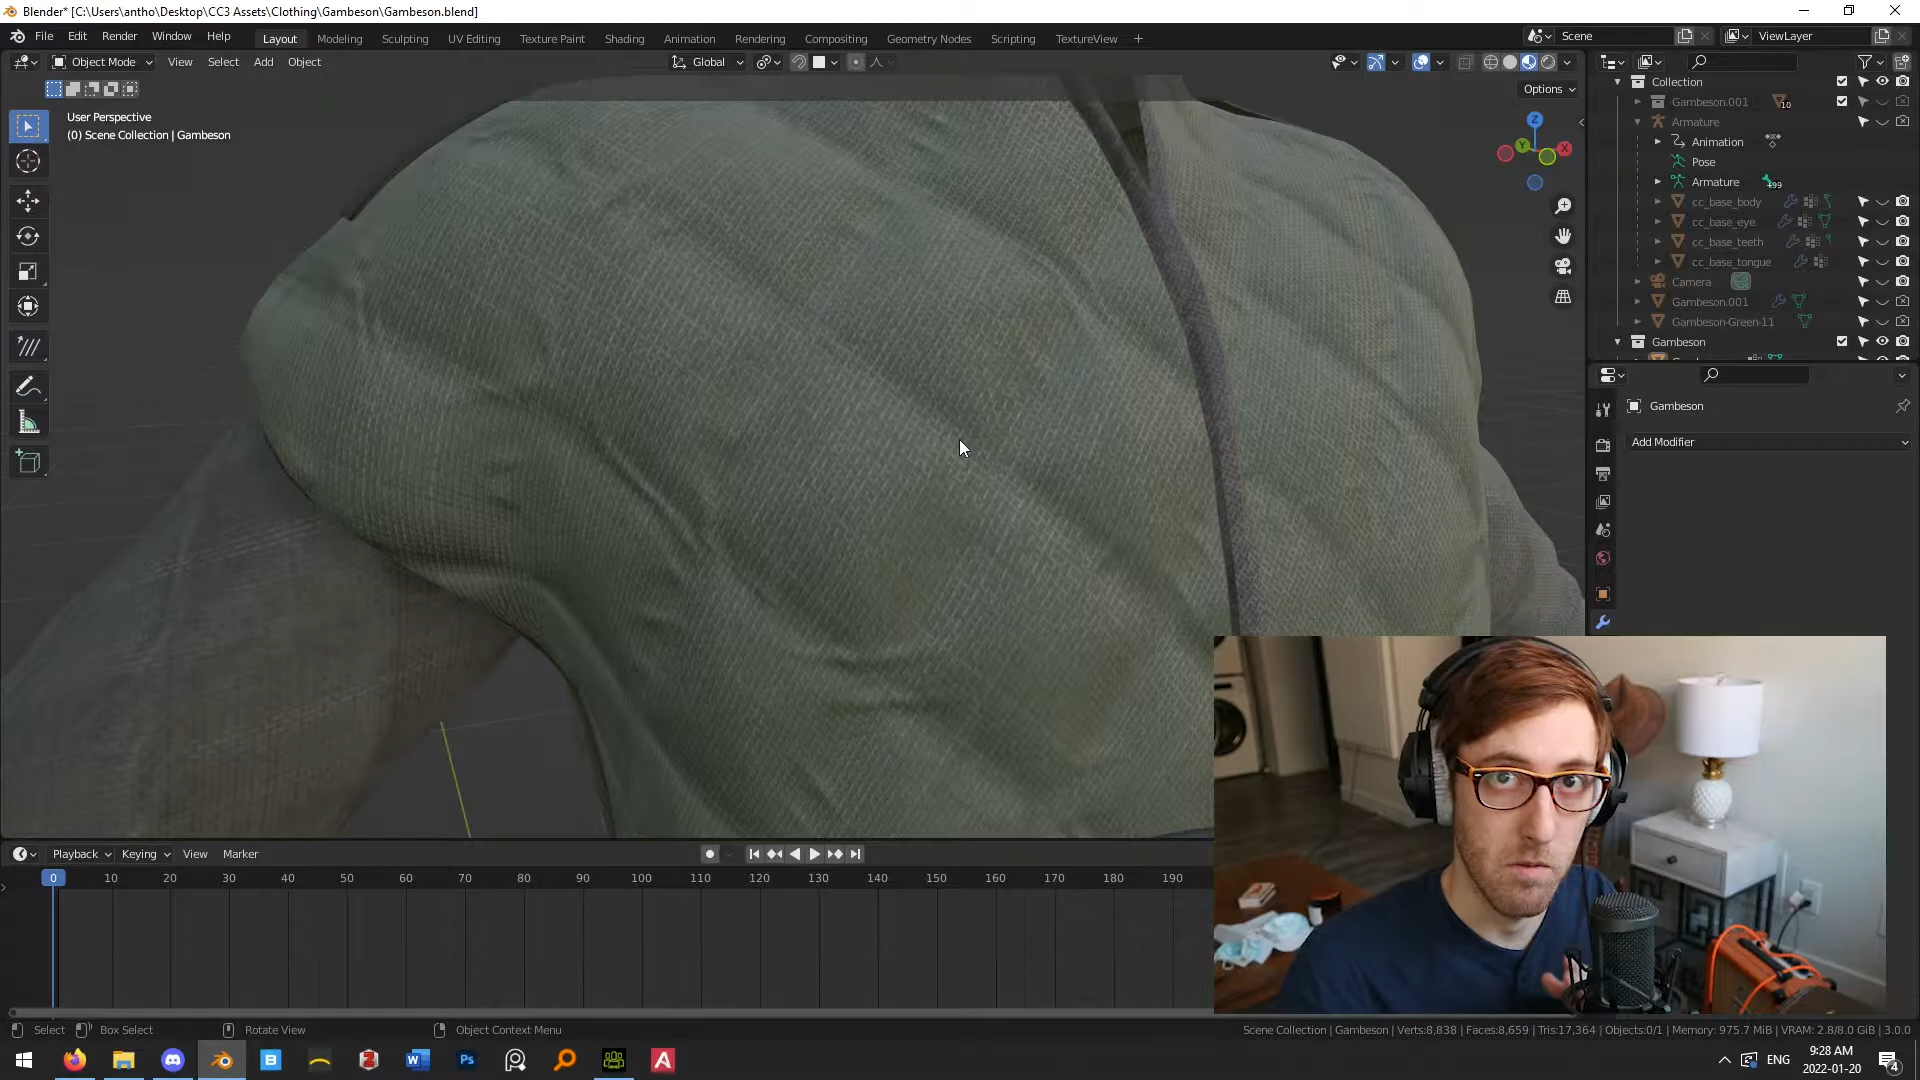 Blender* [C:\Users\antho\Desktop\CC3 Assets\Clothing\Gambeson\Gambeson.blend]
File Edit Render Window Help
Layout Modeling Sculpting UV Editing Texture Paint Shading Animation Rendering Compositing Geometry Nodes Scripting TextureView +
Scene
ViewLayer
Object Mode View Select Add Object
Global
Options
User Perspective
(0) Scene Collection | Gambeson
Z
Y
X
Collection
Gambeson.001 10
Armature
Animation
Pose
Armature 499
cc_base_body
cc_base_eye
cc_base_teeth
cc_base_tongue
Camera
Gambeson.001
Gambeson-Green-11
Gambeson
Gambeson
Add Modifier
Playback Keying View Marker
0 10 20 30 40 50 60 70 80 90 100 110 120 130 140 150 160 170 180 190
Select Box Select Rotate View Object Context Menu
Scene Collection | Gambeson | Verts:8,838 | Faces:8,659 | Tris:17,364 | Objects:0/1 | Memory: 975.7 MiB | VRAM: 2.8/8.0 GiB | 3.0.0
B Z W Ps A
ENG
9:28 AM
2022-01-20
4